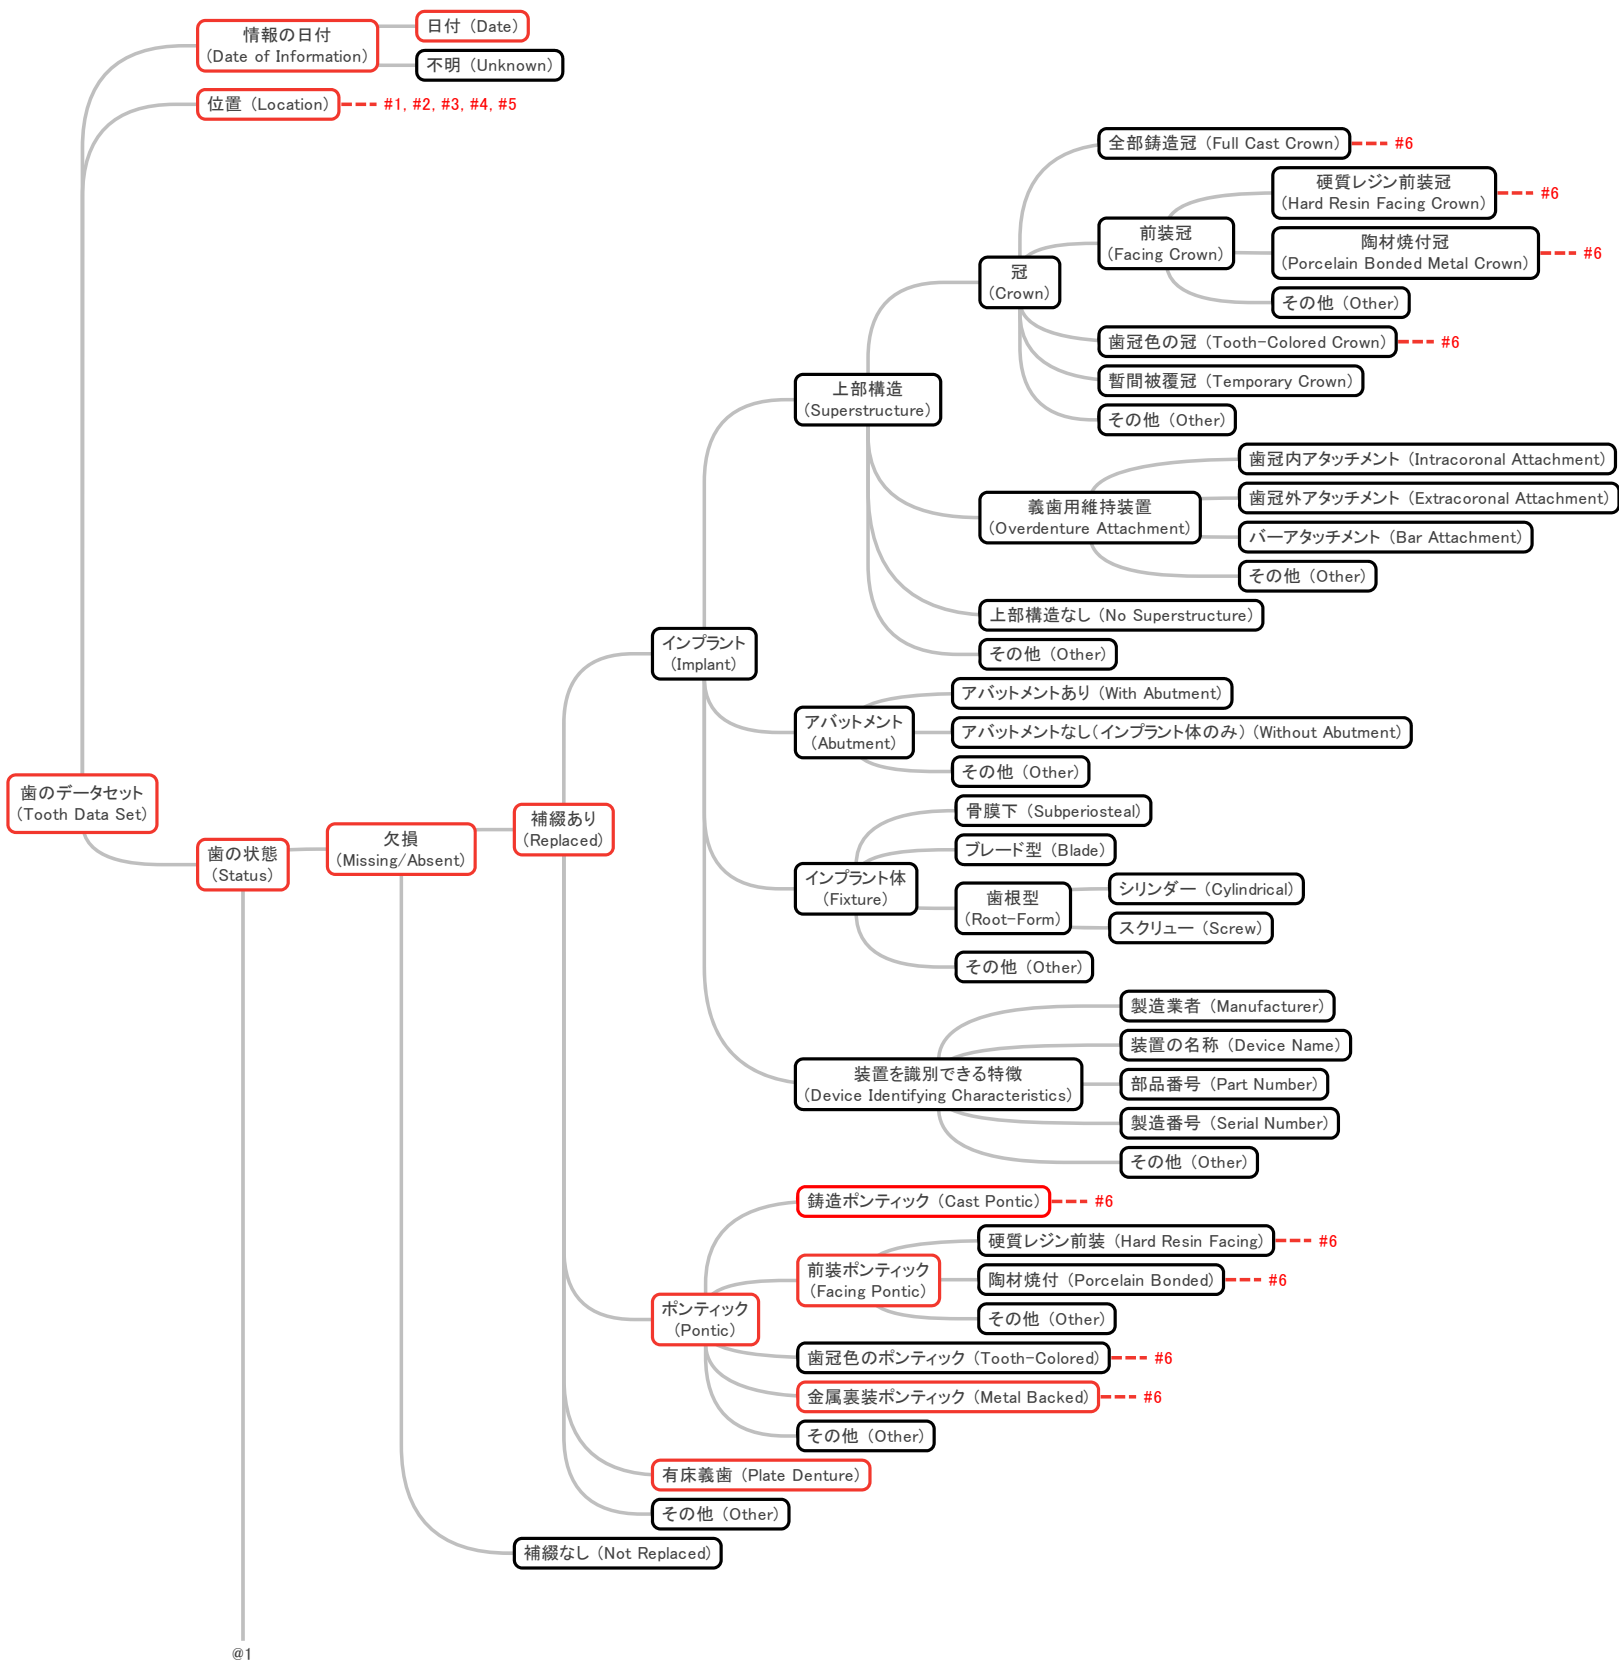 情報の日付
(Date of Information)
日付 (Date)
不明 (Unknown)
位置 (Location)
#1, #2, #3, #4, #5
全部鋳造冠 (Full Cast Crown)
#6
硬質レジン前装冠
(Hard Resin Facing Crown)
#6
前装冠
(Facing Crown)
陶材焼付冠
(Porcelain Bonded Metal Crown)
#6
冠
(Crown)
その他 (Other)
歯冠色の冠 (Tooth-Colored Crown)
#6
暫間被覆冠 (Temporary Crown)
上部構造
(Superstructure)
その他 (Other)
歯冠内アタッチメント (Intracoronal Attachment)
歯冠外アタッチメント (Extracoronal Attachment)
義歯用維持装置
(Overdenture Attachment)
バーアタッチメント (Bar Attachment)
その他 (Other)
上部構造なし (No Superstructure)
その他 (Other)
インプラント
(Implant)
アバットメントあり (With Abutment)
アバットメント
(Abutment)
アバットメントなし(インプラント体のみ) (Without Abutment)
その他 (Other)
歯のデータセット
(Tooth Data Set)
骨膜下 (Subperiosteal)
補綴あり
(Replaced)
欠損
(Missing/Absent)
歯の状態
(Status)
ブレード型 (Blade)
インプラント体
(Fixture)
歯根型
(Root-Form)
シリンダー (Cylindrical)
スクリュー (Screw)
その他 (Other)
製造業者 (Manufacturer)
装置の名称 (Device Name)
装置を識別できる特徴
(Device Identifying Characteristics)
部品番号 (Part Number)
製造番号 (Serial Number)
その他 (Other)
鋳造ポンティック (Cast Pontic)
#6
硬質レジン前装 (Hard Resin Facing)
#6
前装ポンティック
(Facing Pontic)
陶材焼付 (Porcelain Bonded)
#6
その他 (Other)
ポンティック
(Pontic)
歯冠色のポンティック (Tooth-Colored)
#6
金属裏装ポンティック (Metal Backed)
#6
その他 (Other)
有床義歯 (Plate Denture)
その他 (Other)
補綴なし (Not Replaced)
@1